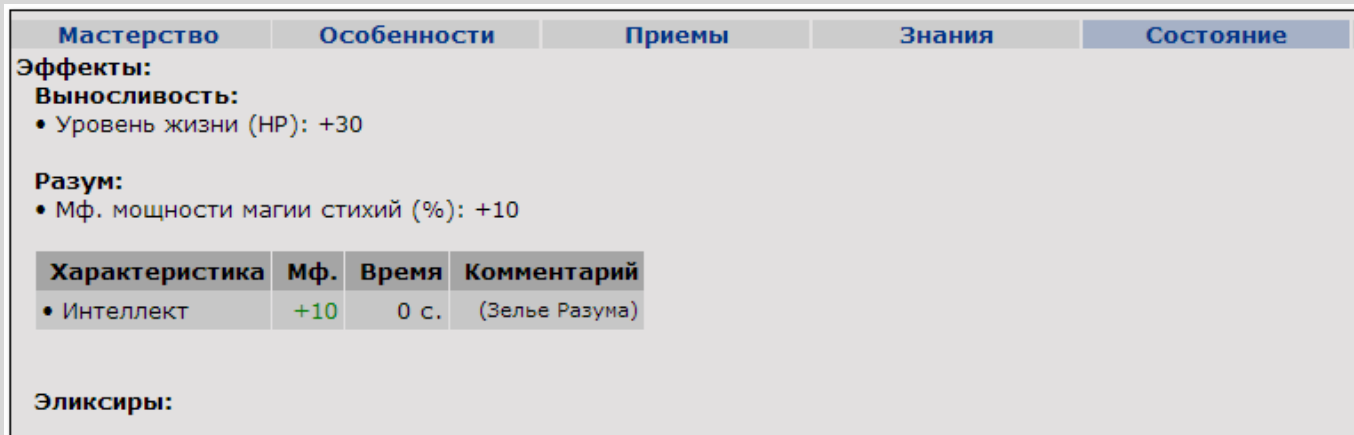 Мастерство Особенности Приемы Знания Состояние
Эффекты:
Выносливость:
• Уровень жизни (HP): +30
Разум:
• Мф. мощности магии стихий (%): +10
Характеристика Мф. Время Комментарий
• Интеллект +10 0 с. (Зелье Разума)
Эликсиры: